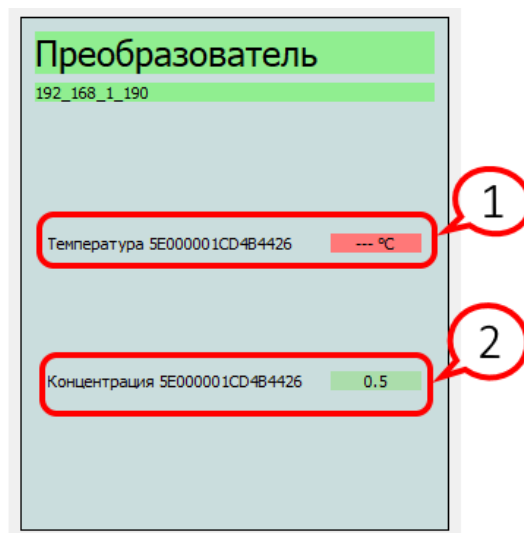 Преобразователь
192_168_1_190
1
Температура 5E000001CD4B4426 --- °C
2
Концентрация 5E000001CD4B4426 0.5